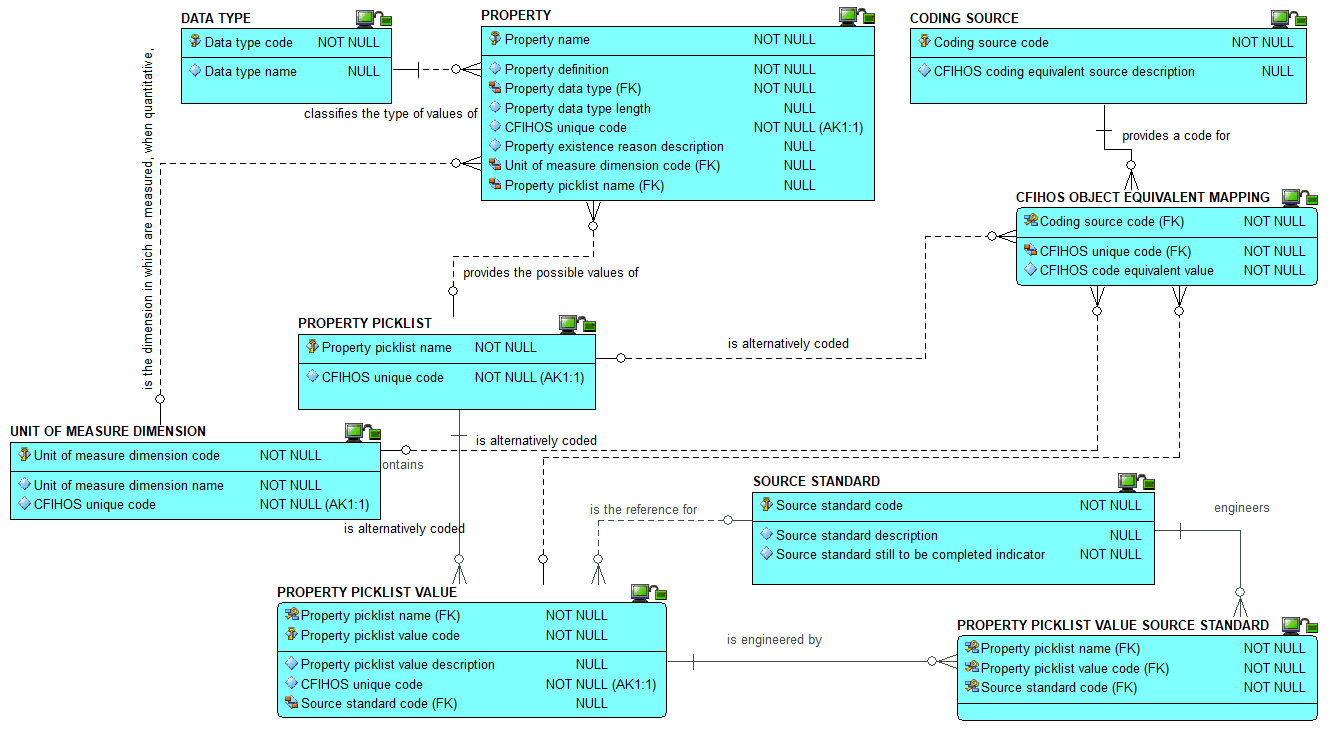 DATA TYPE
Data type code NOT NULL
Data type name NULL
classifies the type of values of
PROPERTY
Property name NOT NULL
Property definition NOT NULL
Property data type (FK) NOT NULL
Property data type length NULL
CFIHOS unique code NOT NULL (AK1:1)
Property existence reason description NULL
Unit of measure dimension code (FK) NULL
Property picklist name (FK) NULL
CODING SOURCE
Coding source code NOT NULL
CFIHOS coding equivalent source description NULL
provides a code for
CFIHOS OBJECT EQUIVALENT MAPPING
Coding source code (FK) NOT NULL
CFIHOS unique code (FK) NOT NULL
CFIHOS code equivalent value NOT NULL
is the dimension in which are measured, when quantitative,
provides the possible values of
PROPERTY PICKLIST
Property picklist name NOT NULL
CFIHOS unique code NOT NULL (AK1:1)
is alternatively coded
UNIT OF MEASURE DIMENSION
Unit of measure dimension code NOT NULL
Unit of measure dimension name NOT NULL
CFIHOS unique code NOT NULL (AK1:1)
is alternatively coded
ontains
is alternatively coded
is the reference for
SOURCE STANDARD
Source standard code NOT NULL
Source standard description NULL
Source standard still to be completed indicator NOT NULL
engineers
PROPERTY PICKLIST VALUE
Property picklist name (FK) NOT NULL
Property picklist value code NOT NULL
Property picklist value description NULL
CFIHOS unique code NOT NULL (AK1:1)
Source standard code (FK) NULL
is engineered by
PROPERTY PICKLIST VALUE SOURCE STANDARD
Property picklist name (FK) NOT NULL
Property picklist value code (FK) NOT NULL
Source standard code (FK) NOT NULL